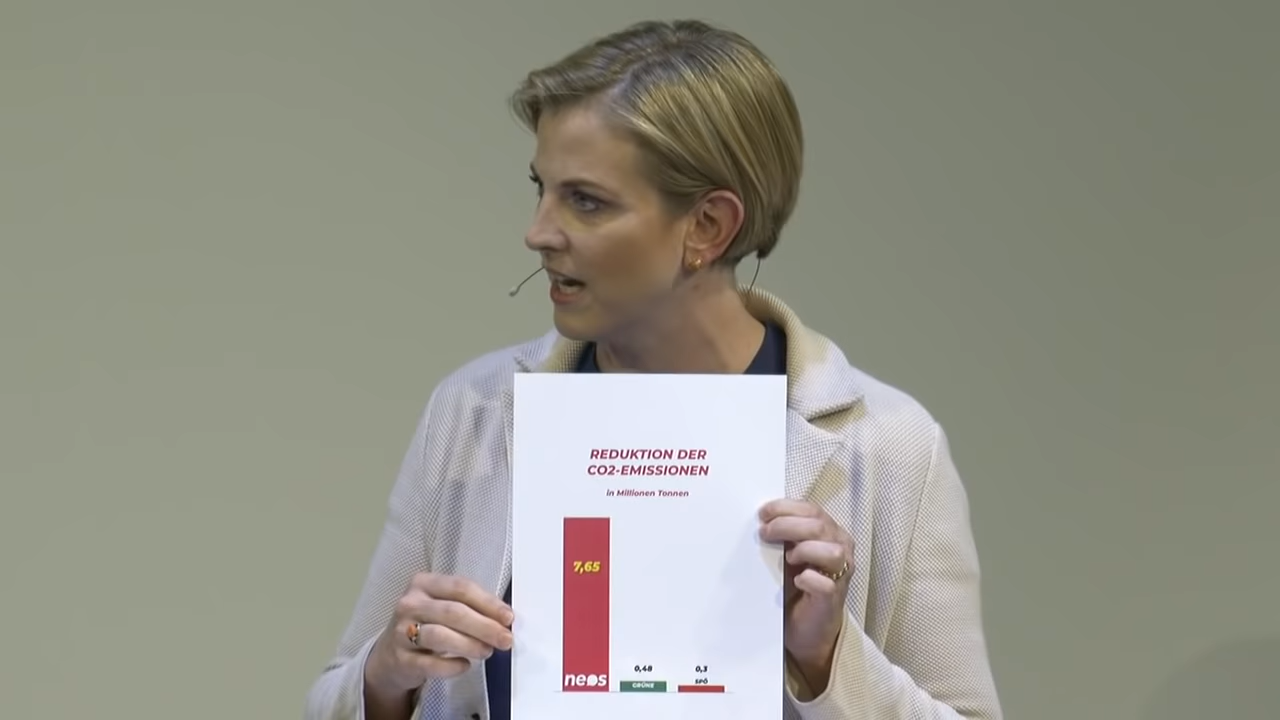 REDUKTION DER
CO2-EMISSIONEN
in Millionen Tonnen
7,65
0,48
0,3
neos
GRÜNE
SPÖ